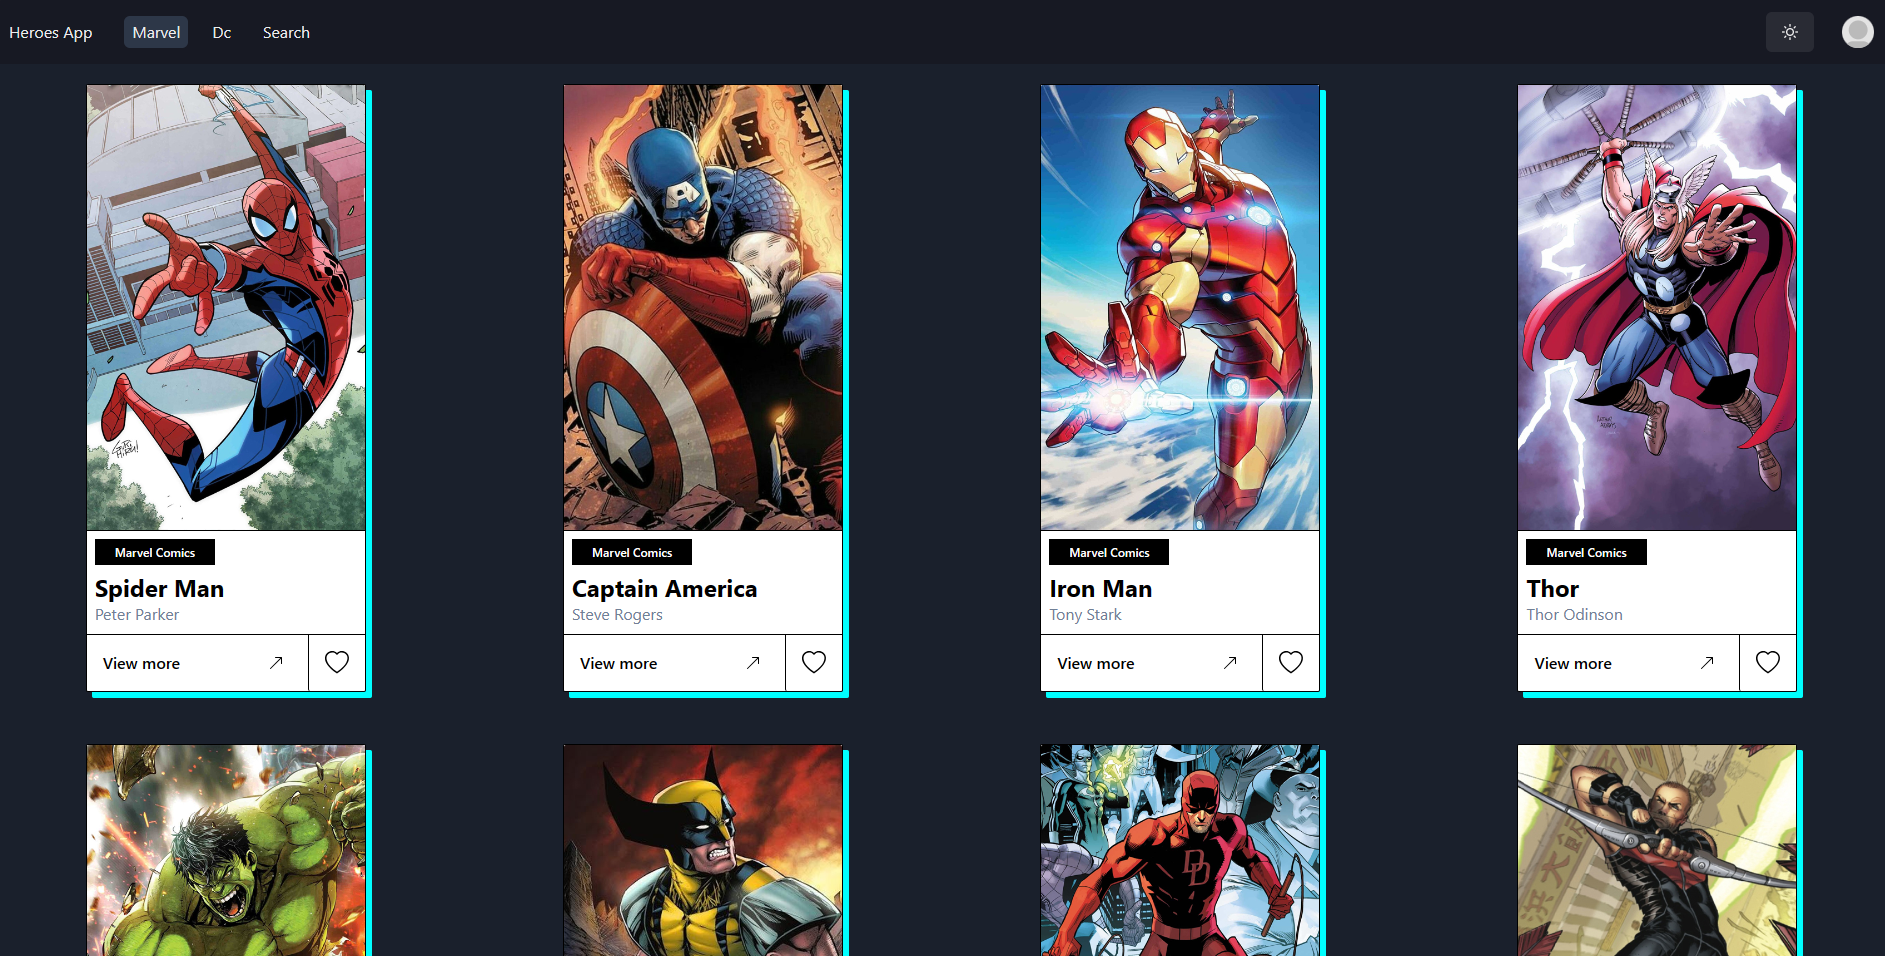 Heroes App
Marvel
Dc
Search
Marvel Comics
Spider Man
Peter Parker
View more
Marvel Comics
Captain America
Steve Rogers
View more
Marvel Comics
Iron Man
Tony Stark
View more
Marvel Comics
Thor
Thor Odinson
View more
A
DD